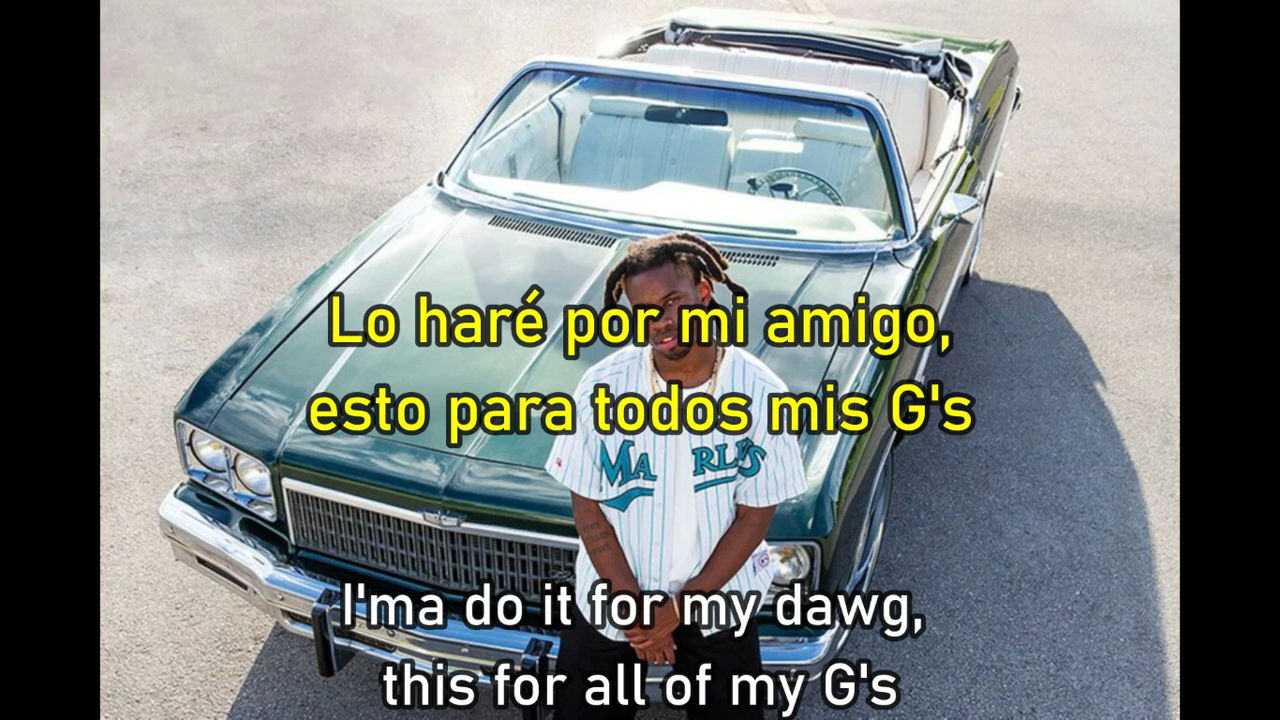 Lo haré por mi amigo,
esto para todos mis G's
MARLINS
I'ma do it for my dawg,
this for all of my G's